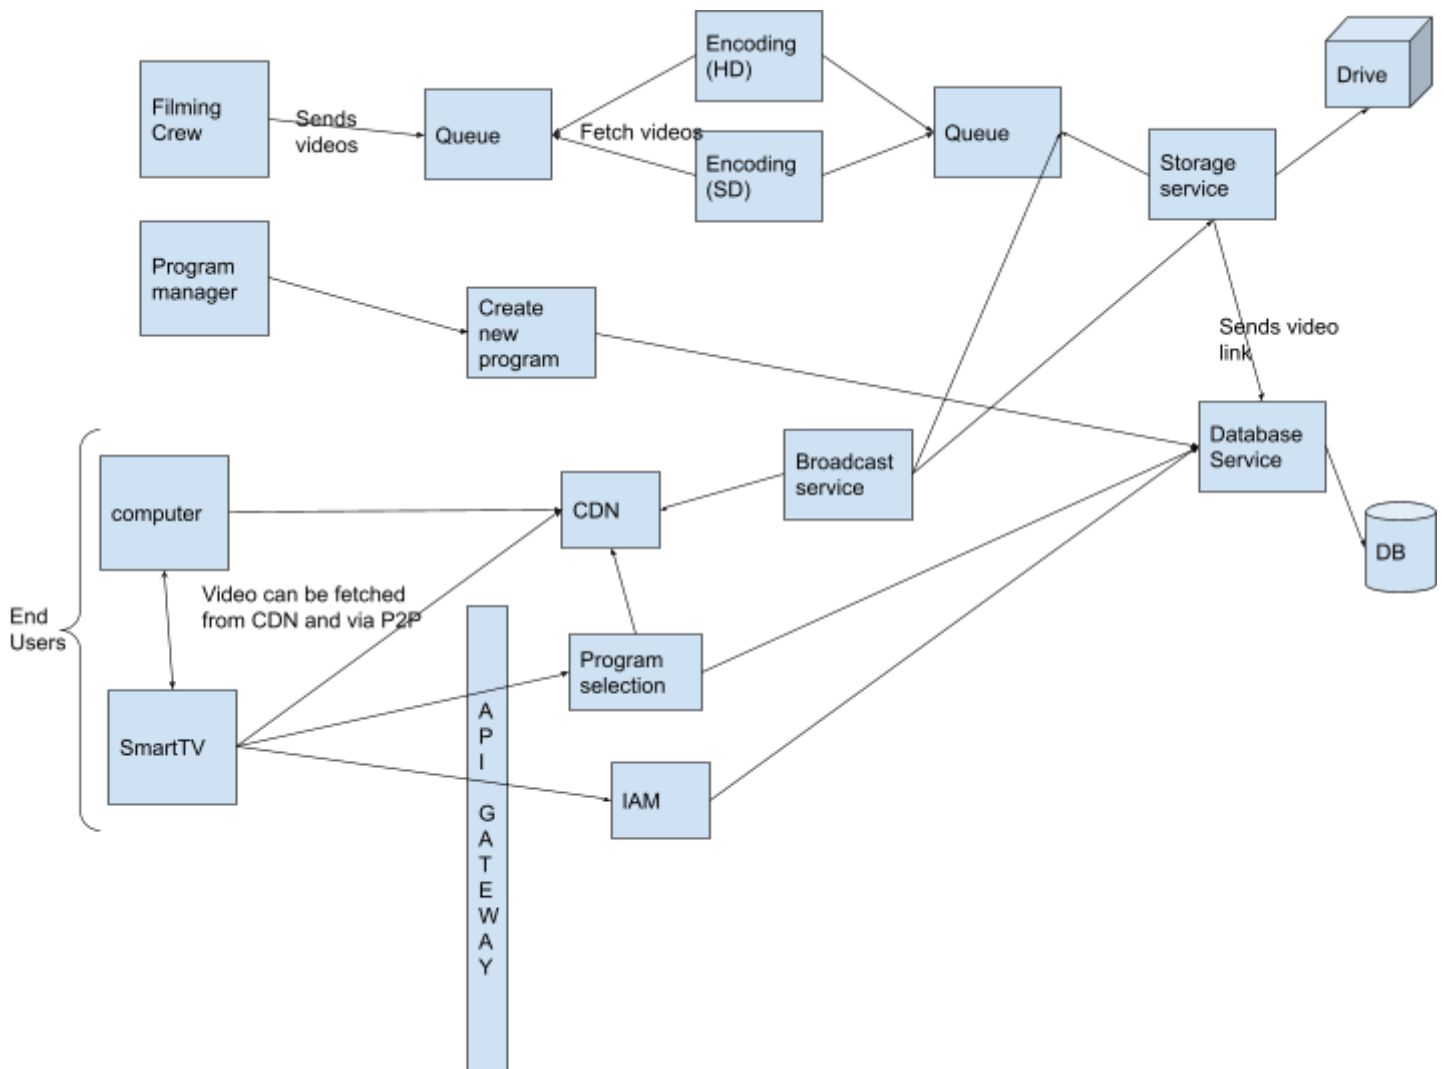 Encoding
(HD)
Drive
Filming
Crew
Sends
videos
Queue
Fetch videos
Queue
Encoding
(SD)
Storage
service
Program
manager
Create
new
program
Sends video
link
Database
Service
Broadcast
service
computer
CDN
DB
Video can be fetched
from CDN and via P2P
End
Users
Program
selection
SmartTV
IAM
A
P
I
G
A
T
E
W
A
Y